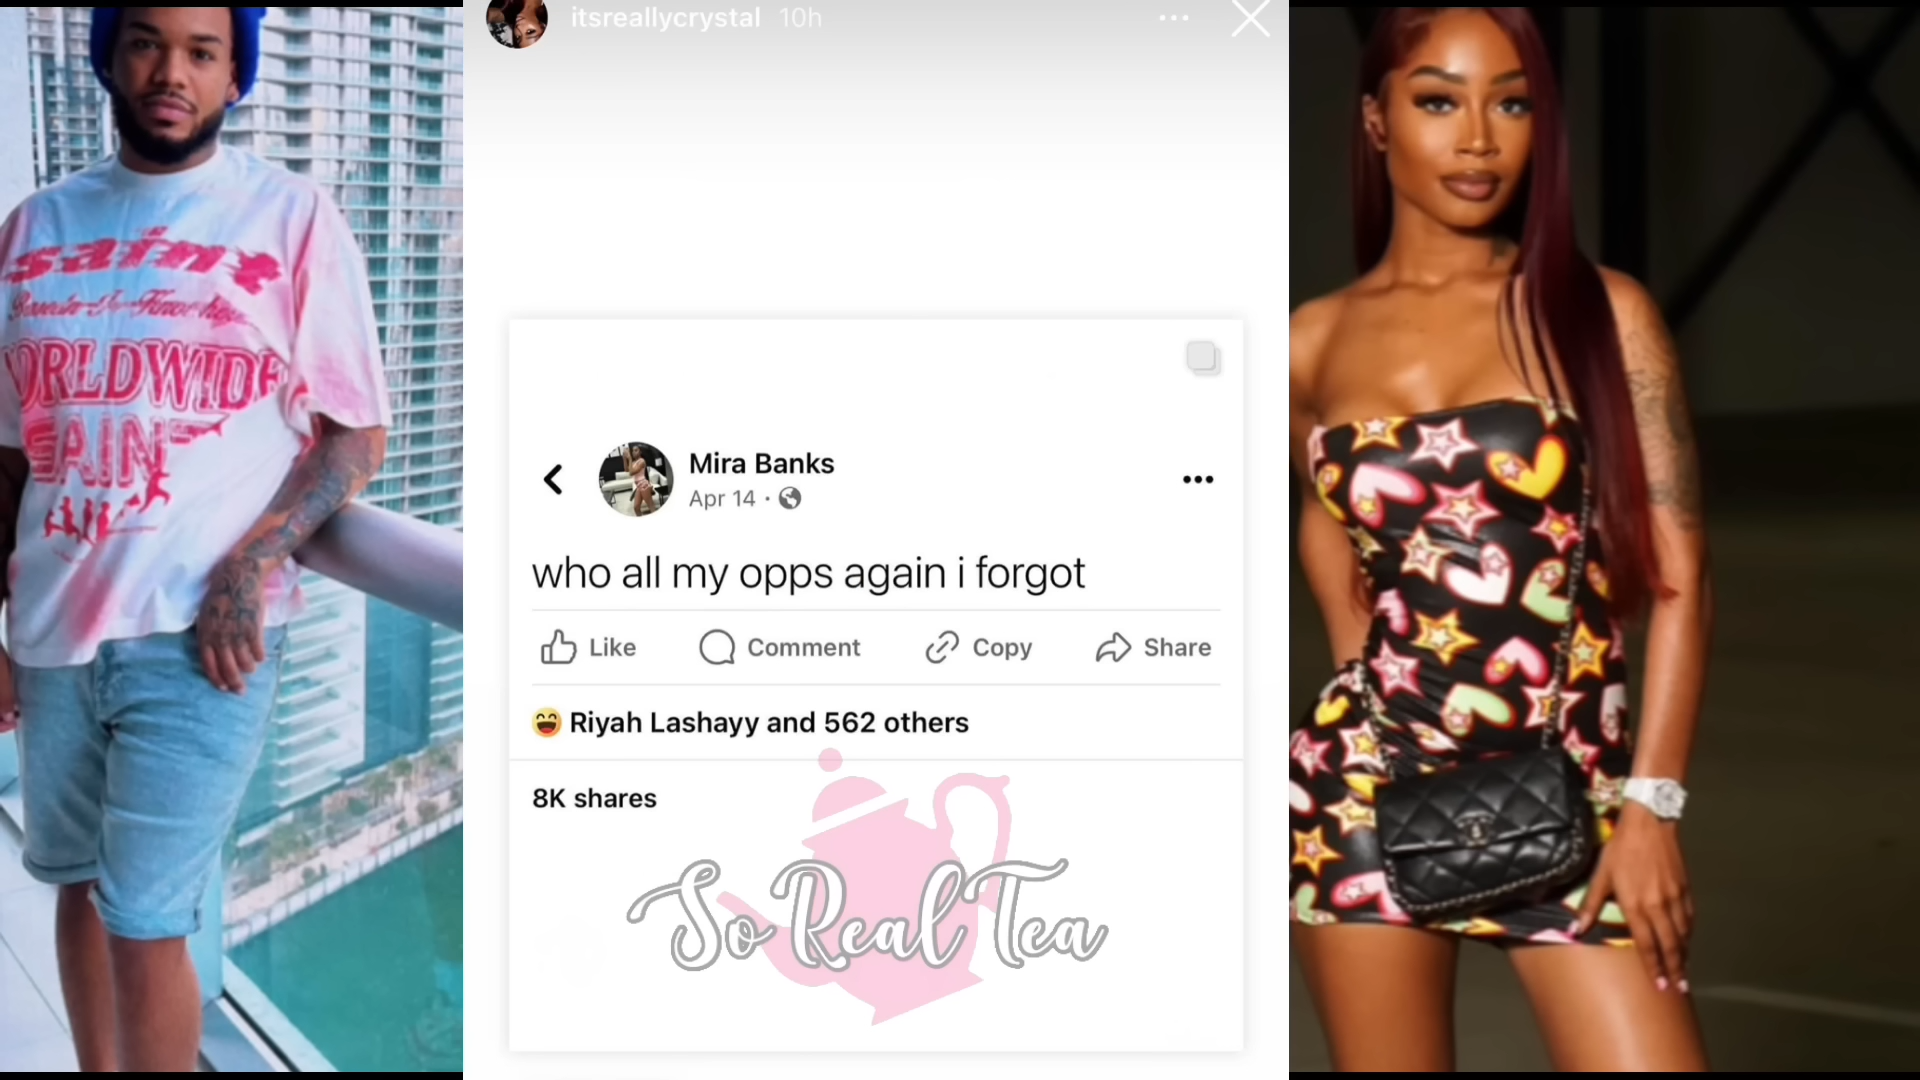 itsreallycrystal 10h
saint
WORLDWIDE
SAINT
Mira Banks
Apr 14 ·
who all my opps again i forgot
Like Comment Copy Share
Riyah Lashayy and 562 others
8K shares
So Real Tea